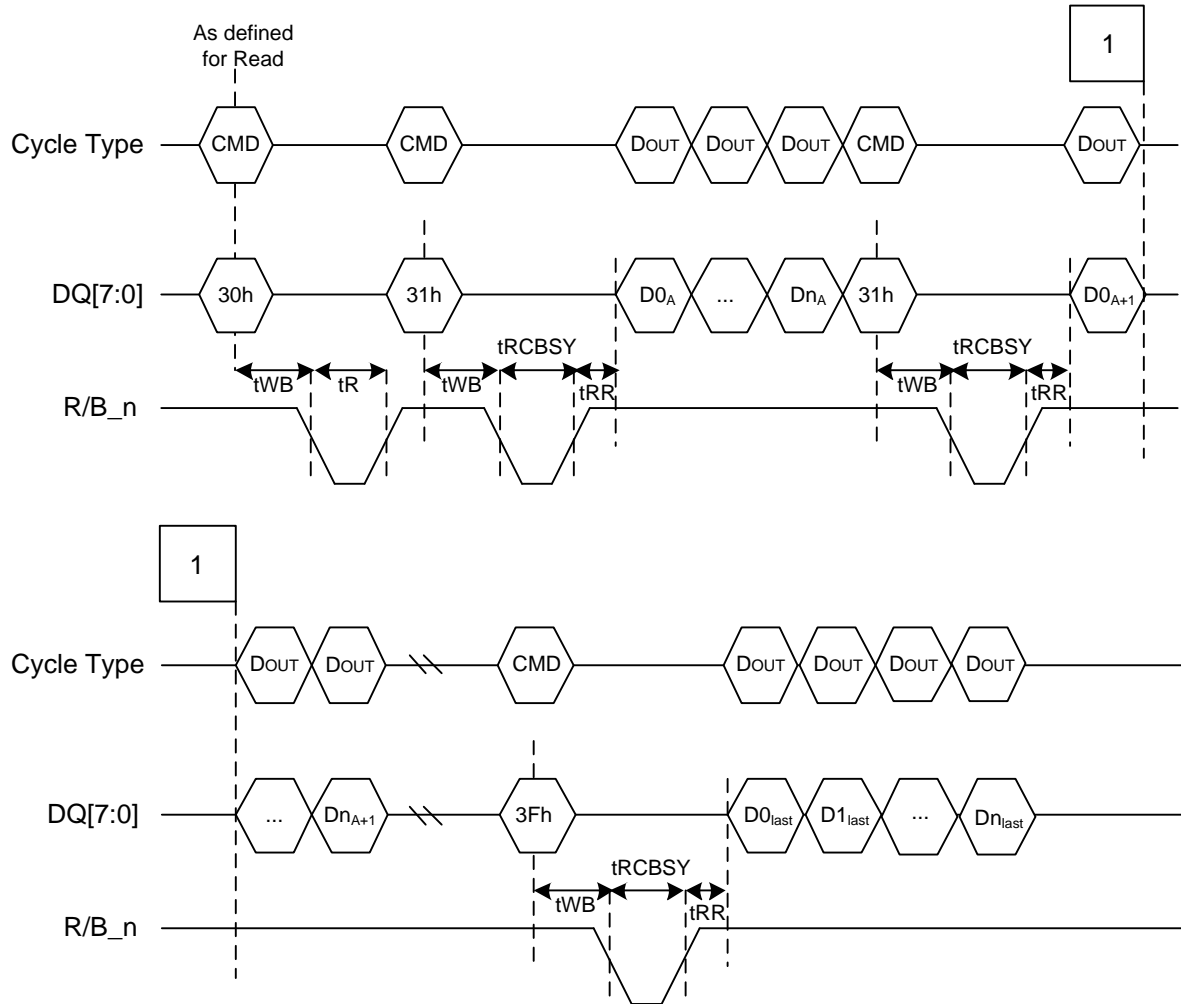 As defined
for Read
1
Cycle Type CMD CMD DOUT DOUT DOUT CMD DOUT
DQ[7:0] 30h 31h D0A ... DnA 31h D0A+1
tWB tR tWB tRCBSY tRR tWB tRCBSY tRR
R/B_n
1
Cycle Type DOUT DOUT CMD DOUT DOUT DOUT DOUT
DQ[7:0] ... DnA+1 3Fh D0last D1last ... Dnlast
tWB tRCBSY tRR
R/B_n